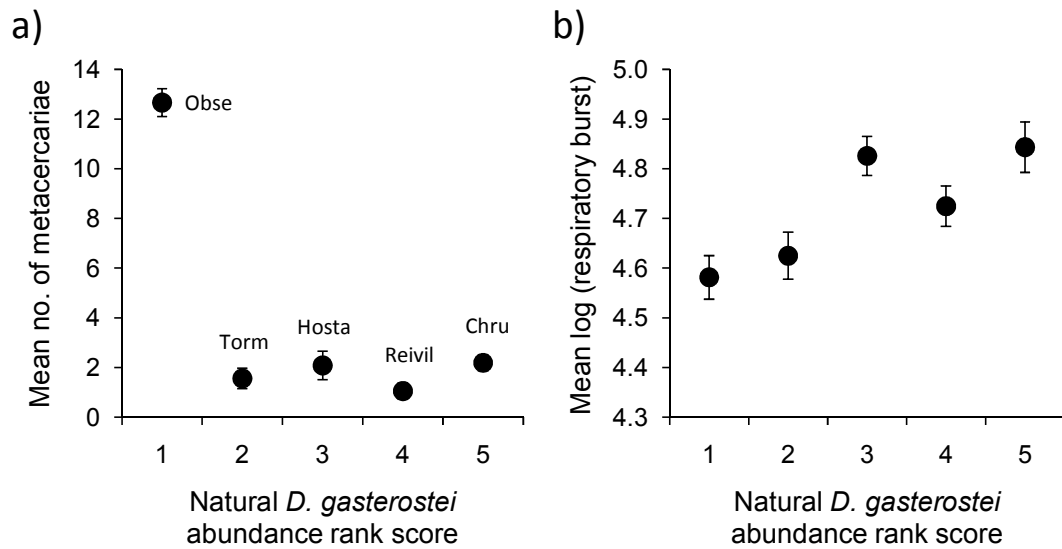 a)
Mean no. of metacercariae
14
12
10
8
6
4
2
0
Obse
Torm
Hosta
Reivil
Chru
1 2 3 4 5
Natural D. gasterostei
abundance rank score
b)
Mean log (respiratory burst)
5.0
4.9
4.8
4.7
4.6
4.5
4.4
4.3
1 2 3 4 5
Natural D. gasterostei
abundance rank score